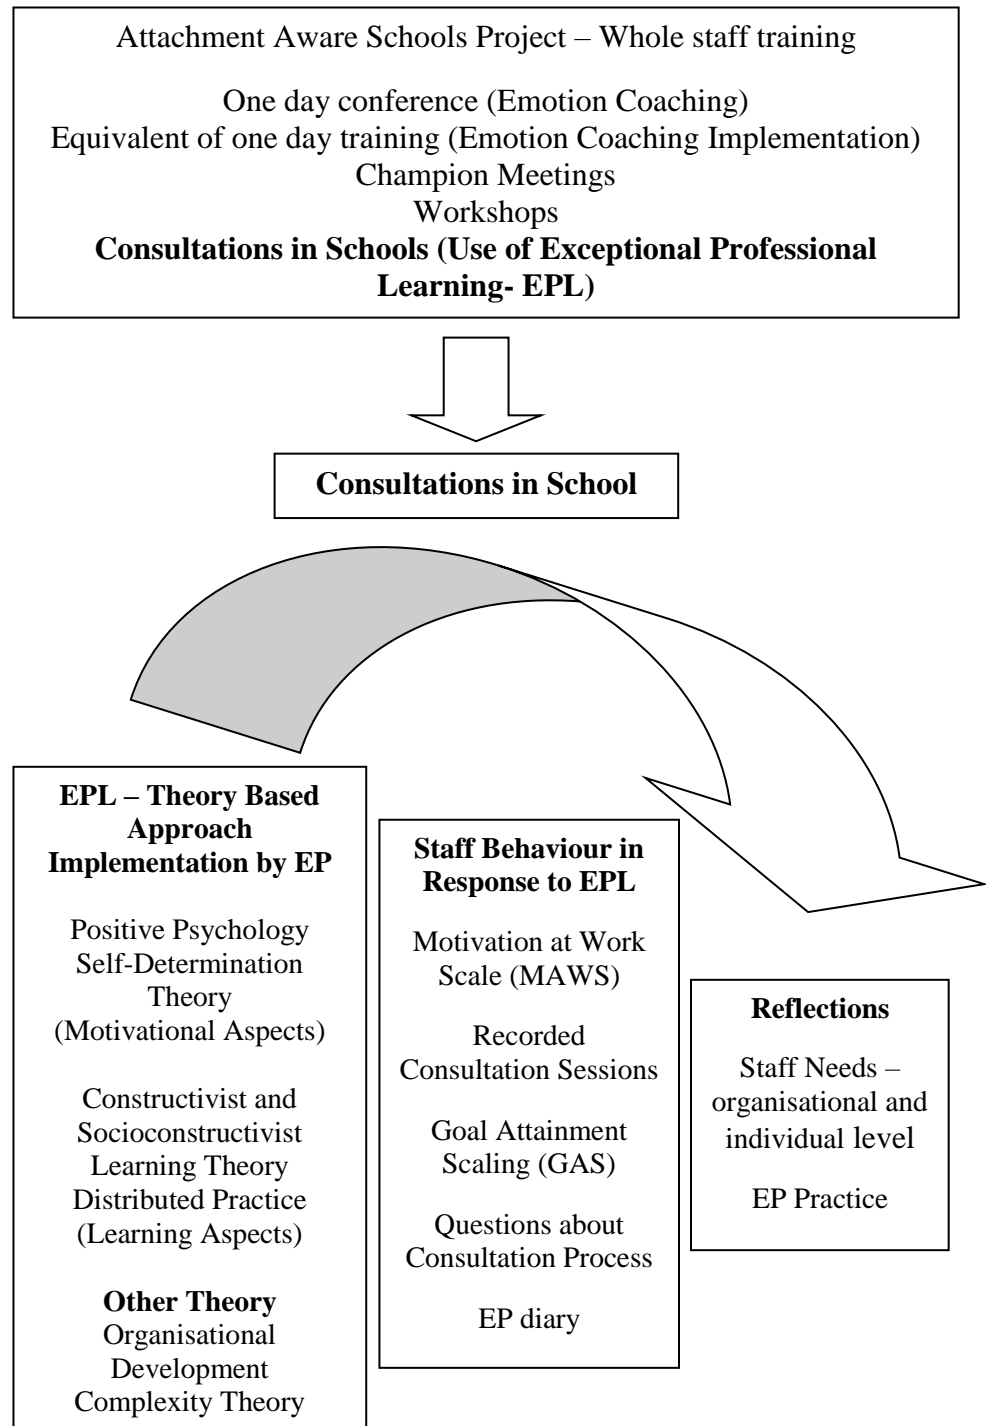 Attachment Aware Schools Project – Whole staff training
One day conference (Emotion Coaching)
Equivalent of one day training (Emotion Coaching Implementation)
Champion Meetings
Workshops
Consultations in Schools (Use of Exceptional Professional
Learning- EPL)
Consultations in School
EPL – Theory Based
Approach
Implementation by EP
Positive Psychology
Self-Determination
Theory
(Motivational Aspects)
Constructivist and
Socioconstructivist
Learning Theory
Distributed Practice
(Learning Aspects)
Other Theory
Organisational
Development
Complexity Theory
Staff Behaviour in
Response to EPL
Motivation at Work
Scale (MAWS)
Recorded
Consultation Sessions
Goal Attainment
Scaling (GAS)
Questions about
Consultation Process
EP diary
Reflections
Staff Needs –
organisational and
individual level
EP Practice